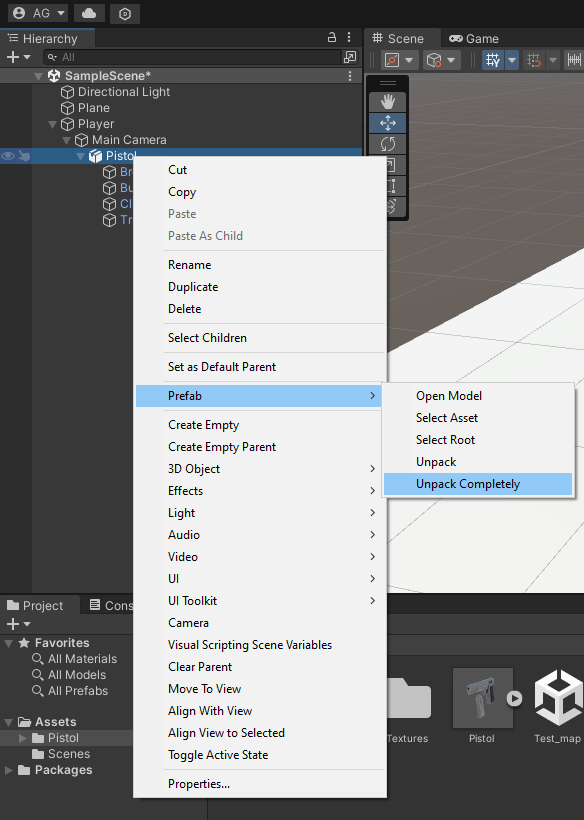 AG
Hierarchy
Scene
Game
All
SampleScene*
Directional Light
Plane
Player
Main Camera
Pistol
Br
Bu
Cl
Tr
Cut
Copy
Paste
Paste As Child
Rename
Duplicate
Delete
Select Children
Set as Default Parent
Prefab
Open Model
Select Asset
Select Root
Unpack
Unpack Completely
Create Empty
Create Empty Parent
3D Object
Effects
Light
Audio
Video
UI
UI Toolkit
Camera
Visual Scripting Scene Variables
Clear Parent
Move To View
Align With View
Align View to Selected
Toggle Active State
Properties...
Project
Cons
Favorites
All Materials
All Models
All Prefabs
Assets
Pistol
Scenes
Packages
Textures
Pistol
Test_map